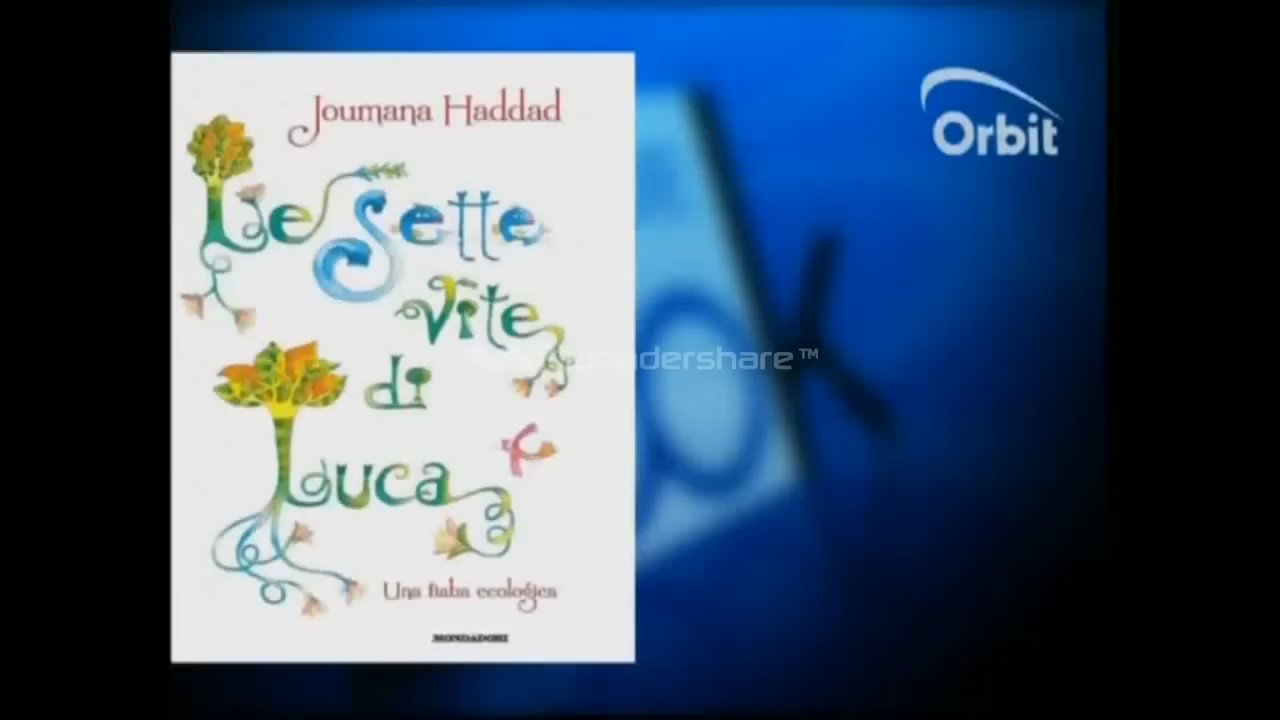 Joumana Haddad
Le Sette
vite
di
Luca
Una fiaba ecologica
MONDADORI
Orbit
wondershare™